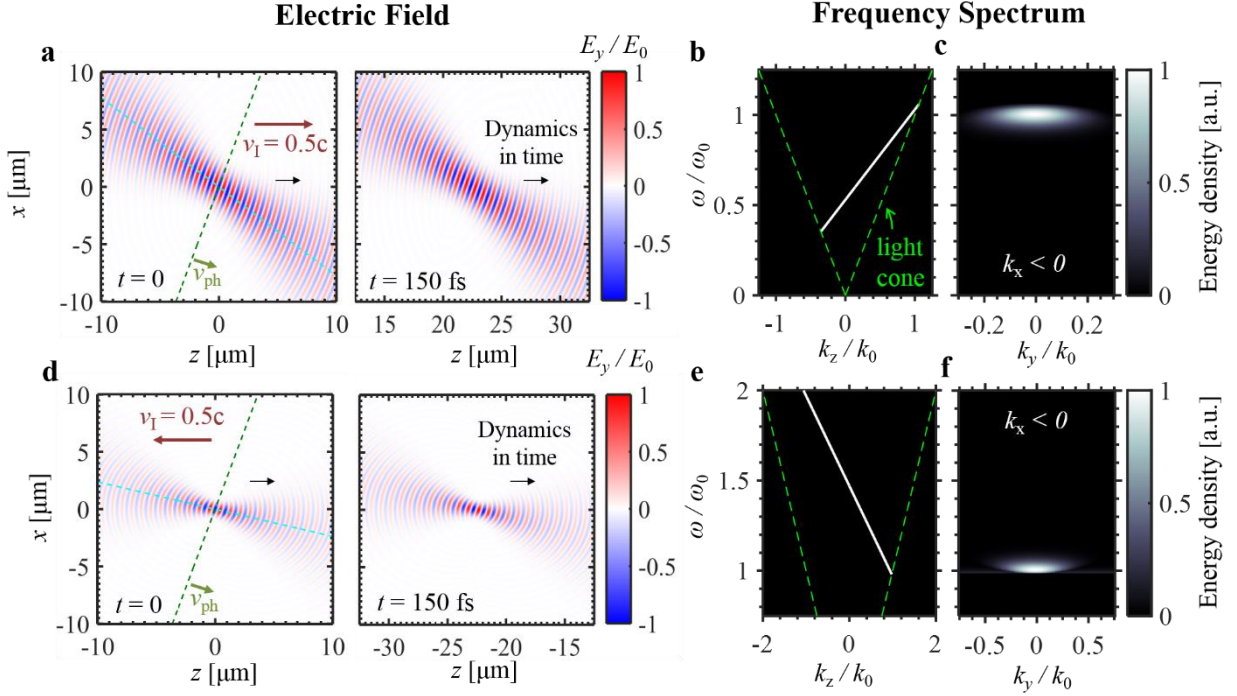 Electric Field
Frequency Spectrum
a
E_y / E_0
b
c
10
5
0
-5
-10
x [μm]
v_I = 0.5c
v_ph
t = 0
-10
0
10
z [μm]
Dynamics
in time
t = 150 fs
15
20
25
30
z [μm]
1
0.5
0
-0.5
-1
ω / ω_0
1
0.5
0
light
cone
-1
0
1
k_z / k_0
k_x < 0
-0.2
0
0.2
k_y / k_0
1
0.5
0
Energy density [a.u.]
d
E_y / E_0
e
f
10
5
0
-5
-10
x [μm]
v_I = 0.5c
v_ph
t = 0
-10
0
10
z [μm]
Dynamics
in time
t = 150 fs
-30
-25
-20
-15
z [μm]
1
0.5
0
-0.5
-1
ω / ω_0
2
1.5
1
-2
0
2
k_z / k_0
k_x < 0
-0.5
0
0.5
k_y / k_0
1
0.5
0
Energy density [a.u.]